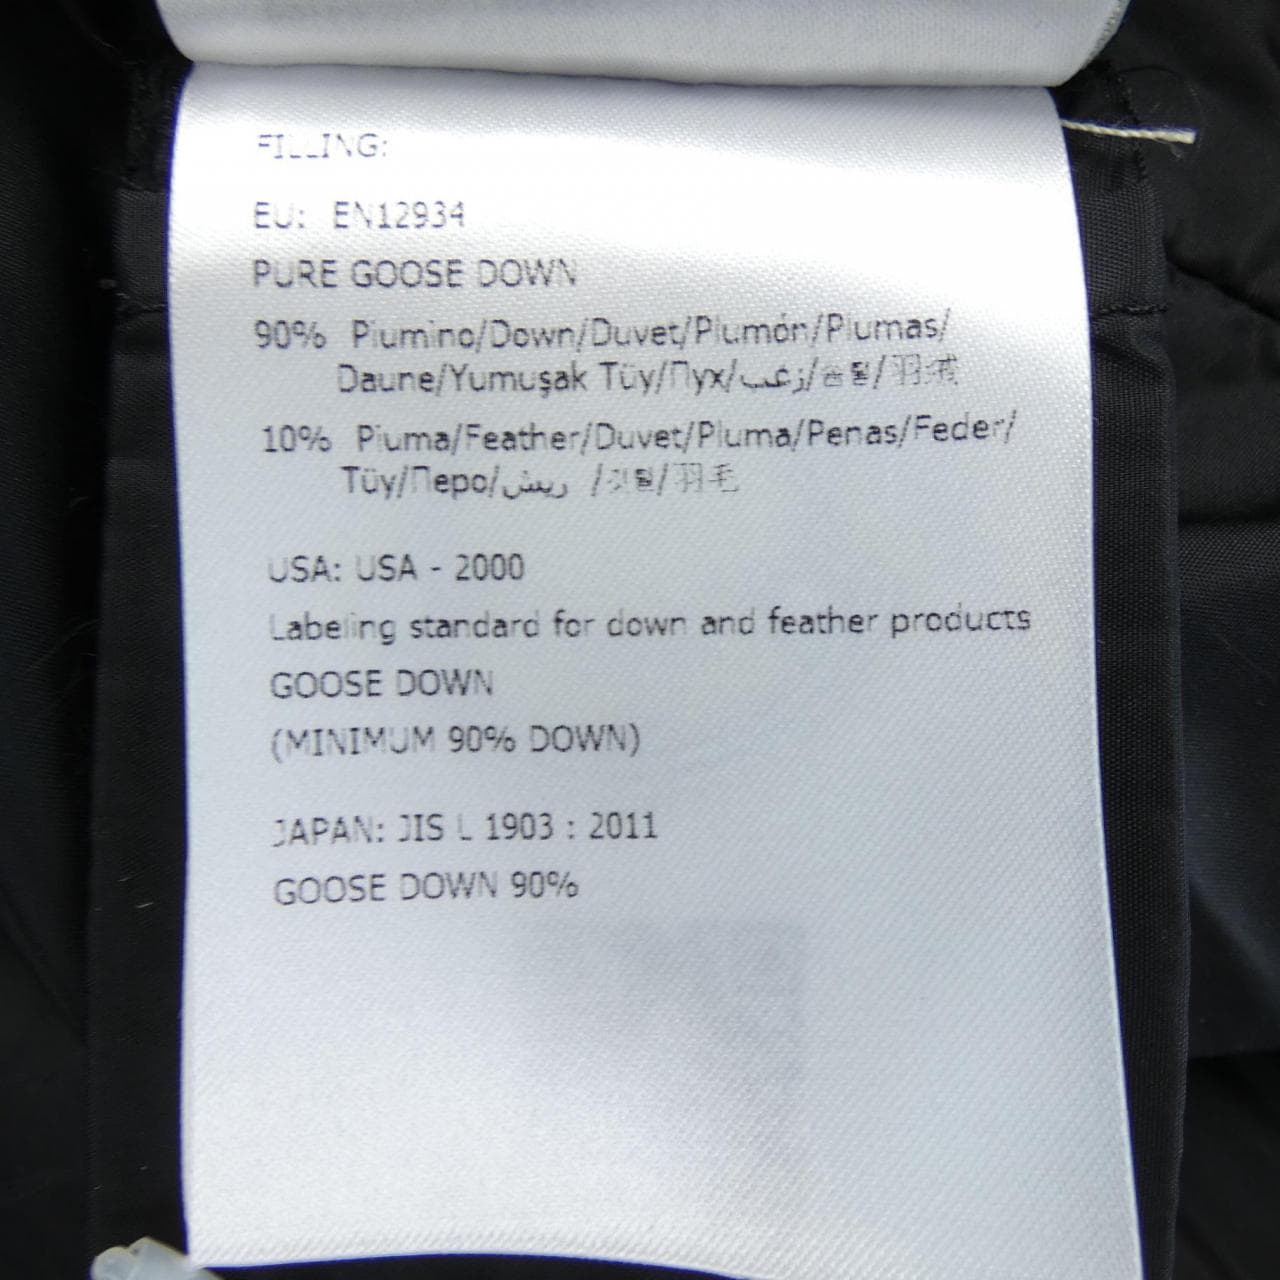 FILLING:
EU: EN12934
PURE GOOSE DOWN
90% Piumino/Down/Duvet/Plumón/Plumas/
Daune/Yumuşak Tüy/Пух/زغب/솜털/羽绒
10% Piuma/Feather/Duvet/Pluma/Penas/Feder/
Tüy/Перо/ريش /깃털/羽毛
USA: USA - 2000
Labeling standard for down and feather products
GOOSE DOWN
(MINIMUM 90% DOWN)
JAPAN: JIS L 1903 : 2011
GOOSE DOWN 90%